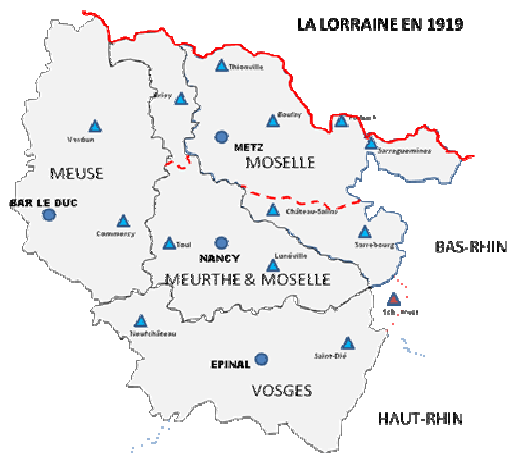 LA LORRAINE EN 1919
Thionville
Briey
Boulay
Verdun
METZ
MOSELLE
Sarreguemines
MEUSE
BAR LE DUC
Château-Salins
Commercy
Toul
NANCY
Sarrebourg
BAS-RHIN
Lunéville
MEURTHE & MOSELLE
Neufchâteau
EPINAL
Saint-Dié
VOSGES
HAUT-RHIN